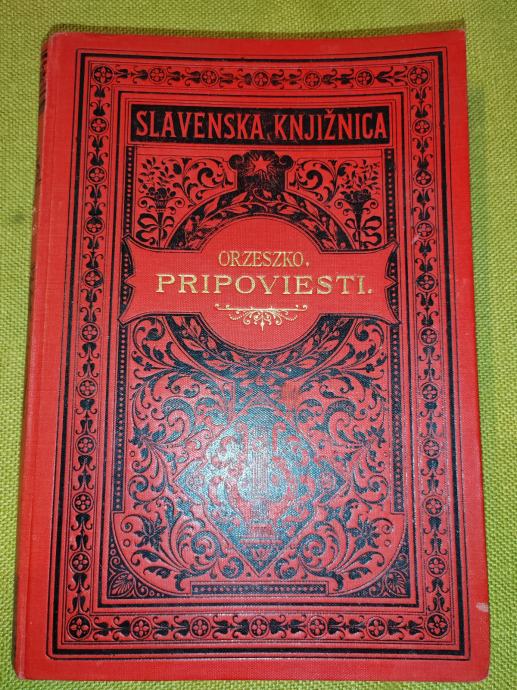 SLAVENSKA KNJIŽNICA
ORZESZKO.
PRIPOVIESTI.